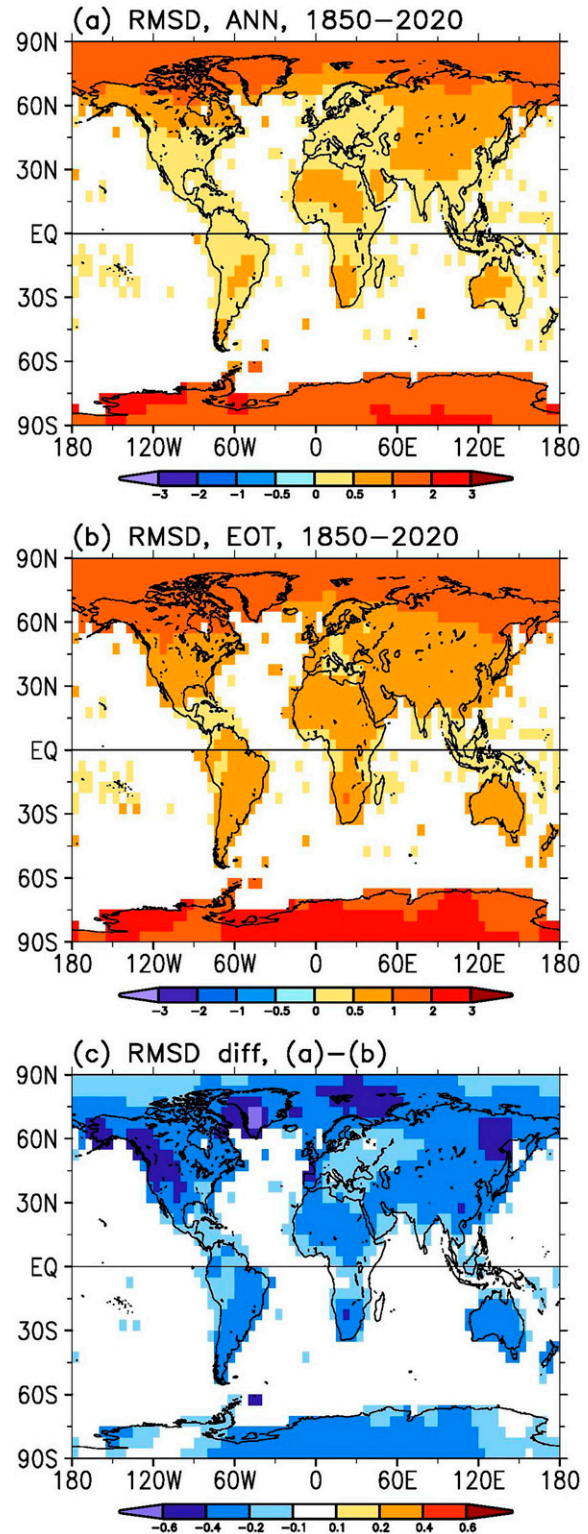 (a) RMSD, ANN, 1850-2020
90N
60N
30N
EQ
30S
60S
90S
180 120W 60W 0 60E 120E 180
-3 -2 -1 -0.5 0 0.5 1 2 3
(b) RMSD, EOT, 1850-2020
90N
60N
30N
EQ
30S
60S
90S
180 120W 60W 0 60E 120E 180
-3 -2 -1 -0.5 0 0.5 1 2 3
(c) RMSD diff, (a)-(b)
90N
60N
30N
EQ
30S
60S
90S
180 120W 60W 0 60E 120E 180
-0.6 -0.4 -0.2 -0.1 0.1 0.2 0.4 0.6